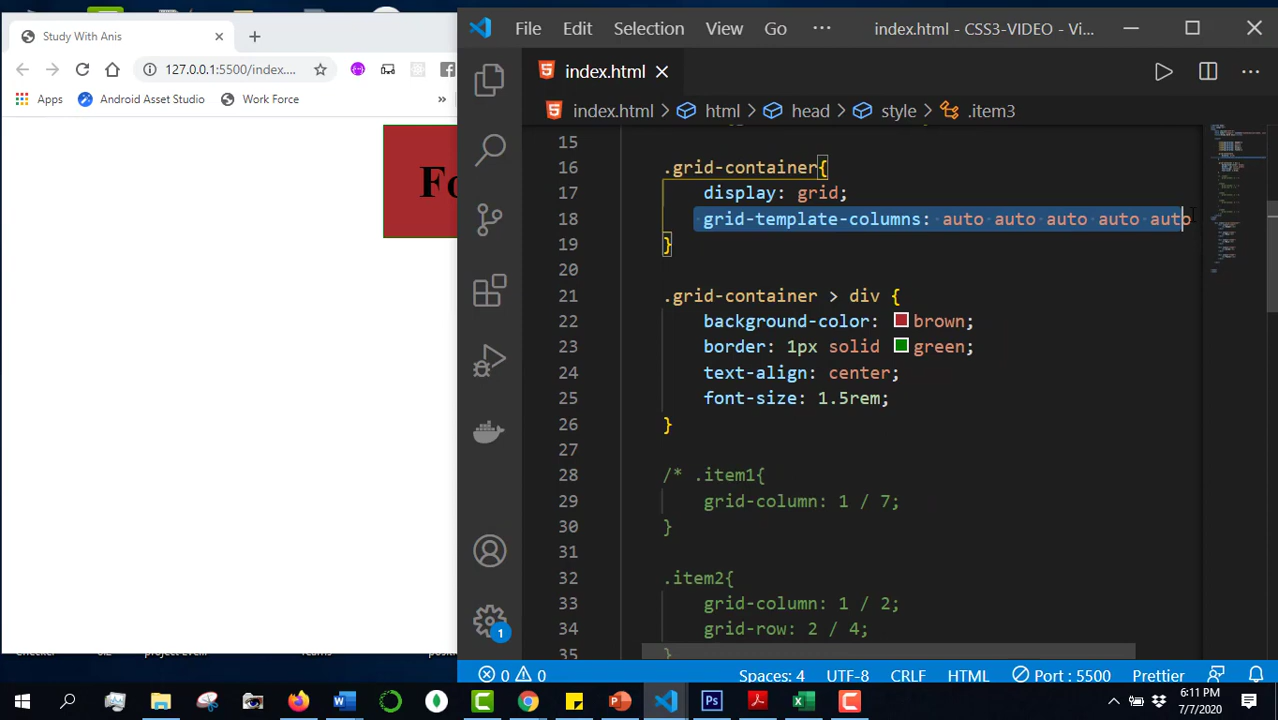 Study With Anis
127.0.0.1:5500/index....
Apps
Android Asset Studio
Work Force
»
Fo
File Edit Selection View Go ···
index.html - CSS3-VIDEO - Vi...
index.html
index.html > html > head > style > .item3
15
16 .grid-container{
17 display: grid;
18 grid-template-columns: auto auto auto auto auto
19 }
20
21 .grid-container > div {
22 background-color: brown;
23 border: 1px solid green;
24 text-align: center;
25 font-size: 1.5rem;
26 }
27
28 /* .item1{
29 grid-column: 1 / 7;
30 }
31
32 .item2{
33 grid-column: 1 / 2;
34 grid-row: 2 / 4;
35 }
1
0 0 Spaces: 4 UTF-8 CRLF HTML Port : 5500 Prettier
6:11 PM
7/7/2020